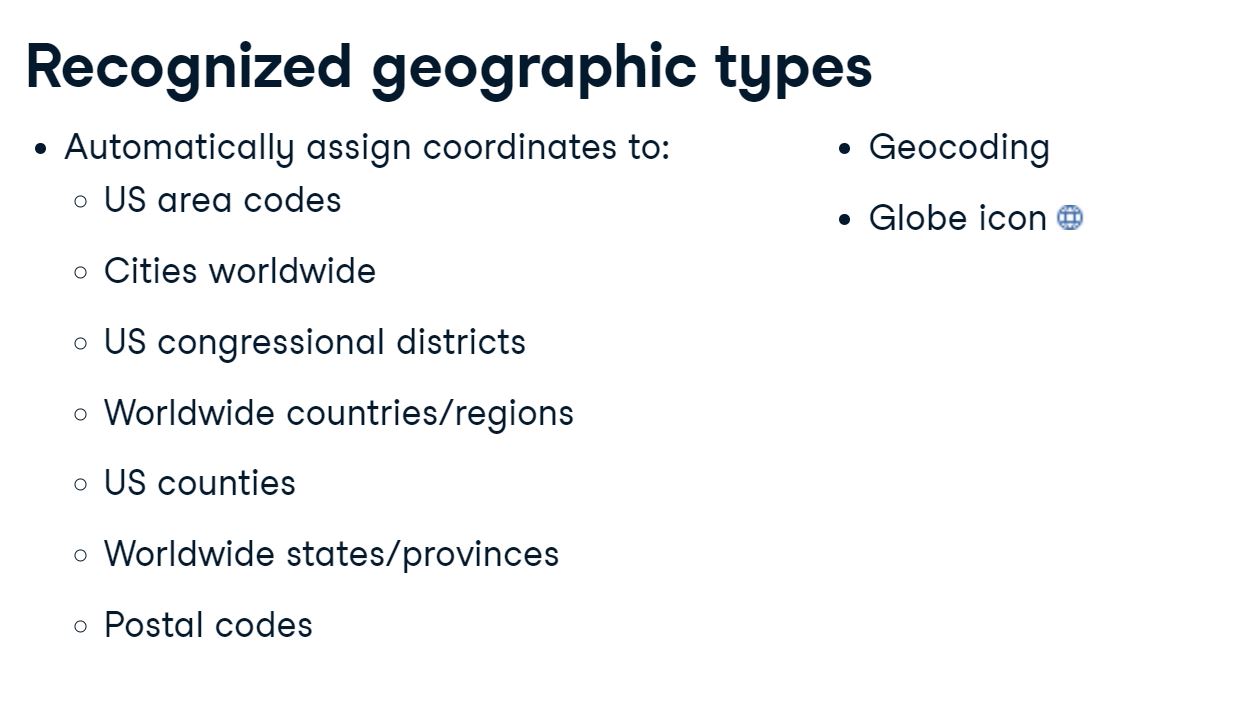 Recognized geographic types
Automatically assign coordinates to:
US area codes
Cities worldwide
US congressional districts
Worldwide countries/regions
US counties
Worldwide states/provinces
Postal codes
Geocoding
Globe icon